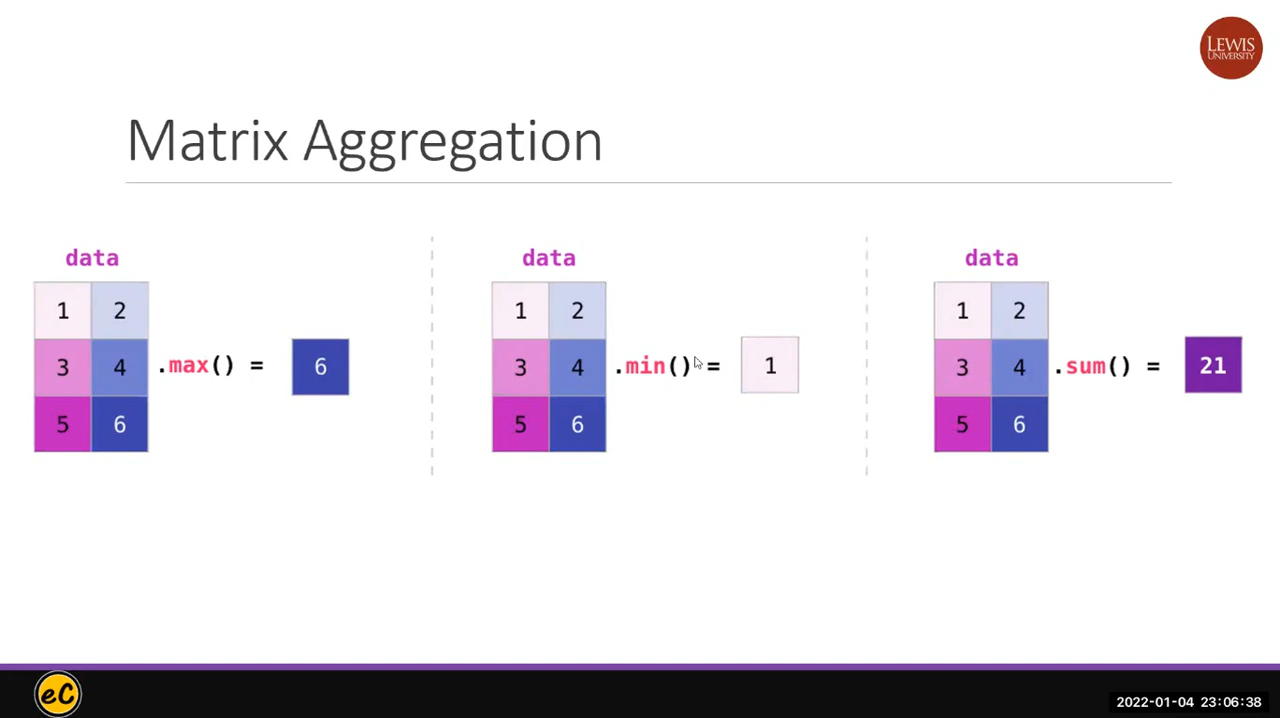 LEWIS
UNIVERSITY
Matrix Aggregation
data
1 2
3 4
5 6
.max() = 6
data
1 2
3 4
5 6
.min() = 1
data
1 2
3 4
5 6
.sum() = 21
eC
2022-01-04 23:06:38